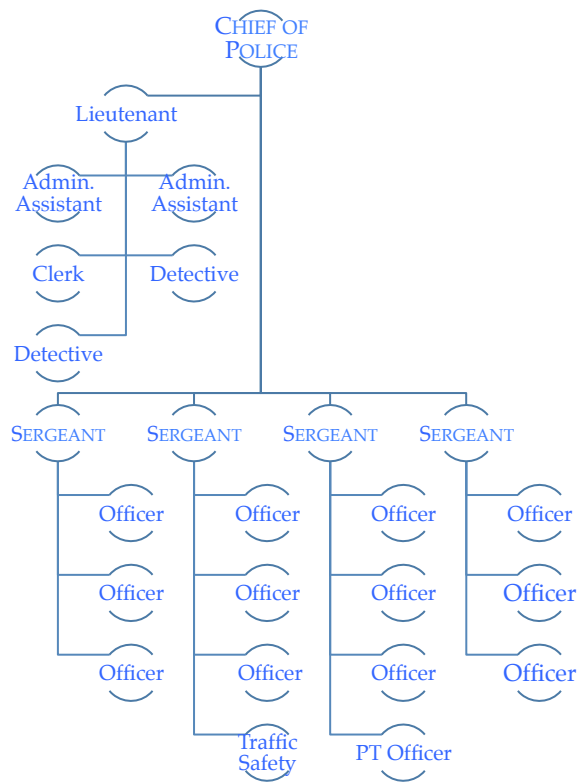 CHIEF OF
POLICE
Lieutenant
Admin.
Assistant
Admin.
Assistant
Clerk
Detective
Detective
SERGEANT
SERGEANT
SERGEANT
SERGEANT
Officer
Officer
Officer
Officer
Officer
Officer
Officer
Officer
Officer
Officer
Officer
Officer
Traffic
Safety
PT Officer